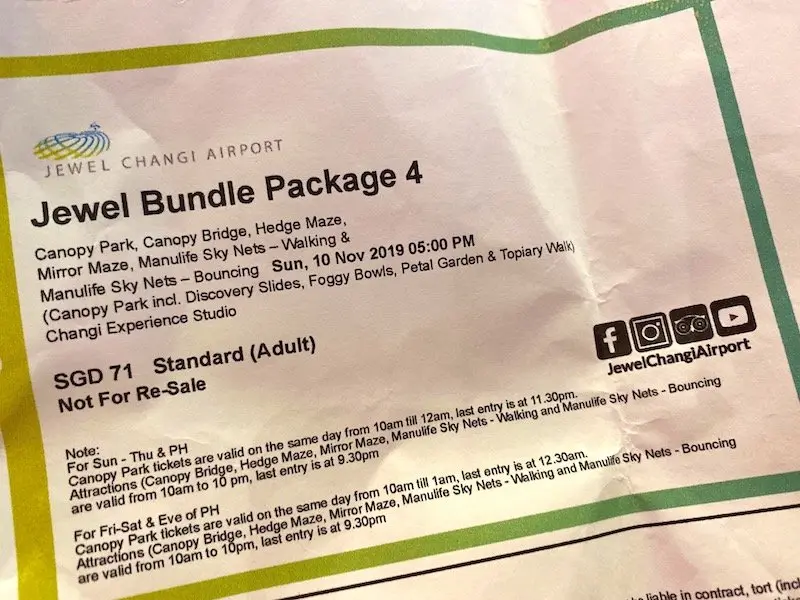 JEWEL CHANGI AIRPORT
Jewel Bundle Package 4
Canopy Park, Canopy Bridge, Hedge Maze,
Mirror Maze, Manulife Sky Nets – Walking &
Manulife Sky Nets – Bouncing Sun, 10 Nov 2019 05:00 PM
(Canopy Park incl. Discovery Slides, Foggy Bowls, Petal Garden & Topiary Walk)
Changi Experience Studio
SGD 71 Standard (Adult)
Not For Re-Sale
JewelChangiAirport
Note:
For Sun - Thu & PH
Canopy Park tickets are valid on the same day from 10am till 12am, last entry is at 11.30pm.
Attractions (Canopy Bridge, Hedge Maze, Mirror Maze, Manulife Sky Nets - Walking and Manulife Sky Nets - Bouncing
are valid from 10am to 10 pm, last entry is at 9.30pm
For Fri-Sat & Eve of PH
Canopy Park tickets are valid on the same day from 10am till 1am, last entry is at 12.30am.
Attractions (Canopy Bridge, Hedge Maze, Mirror Maze, Manulife Sky Nets - Walking and Manulife Sky Nets - Bouncing
are valid from 10am to 10pm, last entry is at 9.30pm
liable in contract, tort (incl